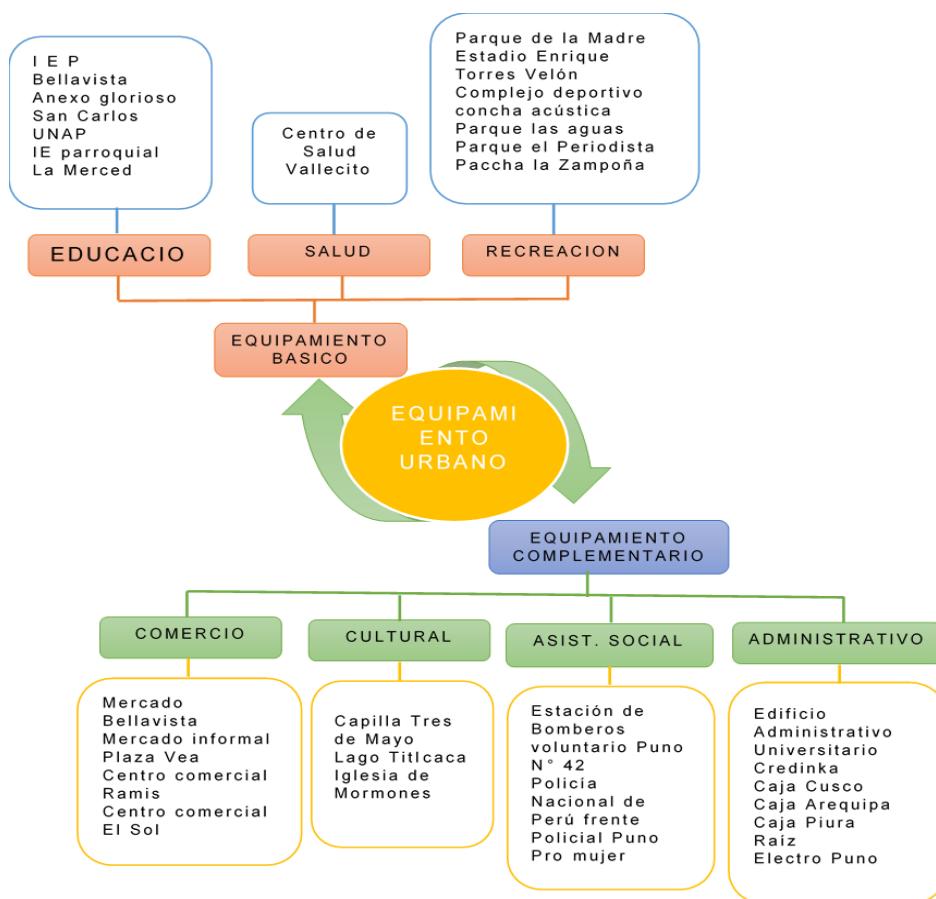 I E P
Bellavista
Anexo glorioso
San Carlos
UNAP
IE parroquial
La Merced
Centro de
Salud
Vallecito
Parque de la Madre
Estadio Enrique
Torres Velón
Complejo deportivo
concha acústica
Parque las aguas
Parque el Periodista
Paccha la Zampoña
EDUCACIO
SALUD
RECREACION
EQUIPAMIENTO
BASICO
EQUIPAMI
ENTO
URBANO
EQUIPAMIENTO
COMPLEMENTARIO
COMERCIO
CULTURAL
ASIST. SOCIAL
ADMINISTRATIVO
Mercado
Bellavista
Mercado informal
Plaza Vea
Centro comercial
Ramis
Centro comercial
El Sol
Capilla Tres
de Mayo
Lago TitIcaca
Iglesia de
Mormones
Estación de
Bomberos
voluntario Puno
N° 42
Policía
Nacional de
Perú frente
Policial Puno
Pro mujer
Edificio
Administrativo
Universitario
Credinka
Caja Cusco
Caja Arequipa
Caja Piura
Raíz
Electro Puno